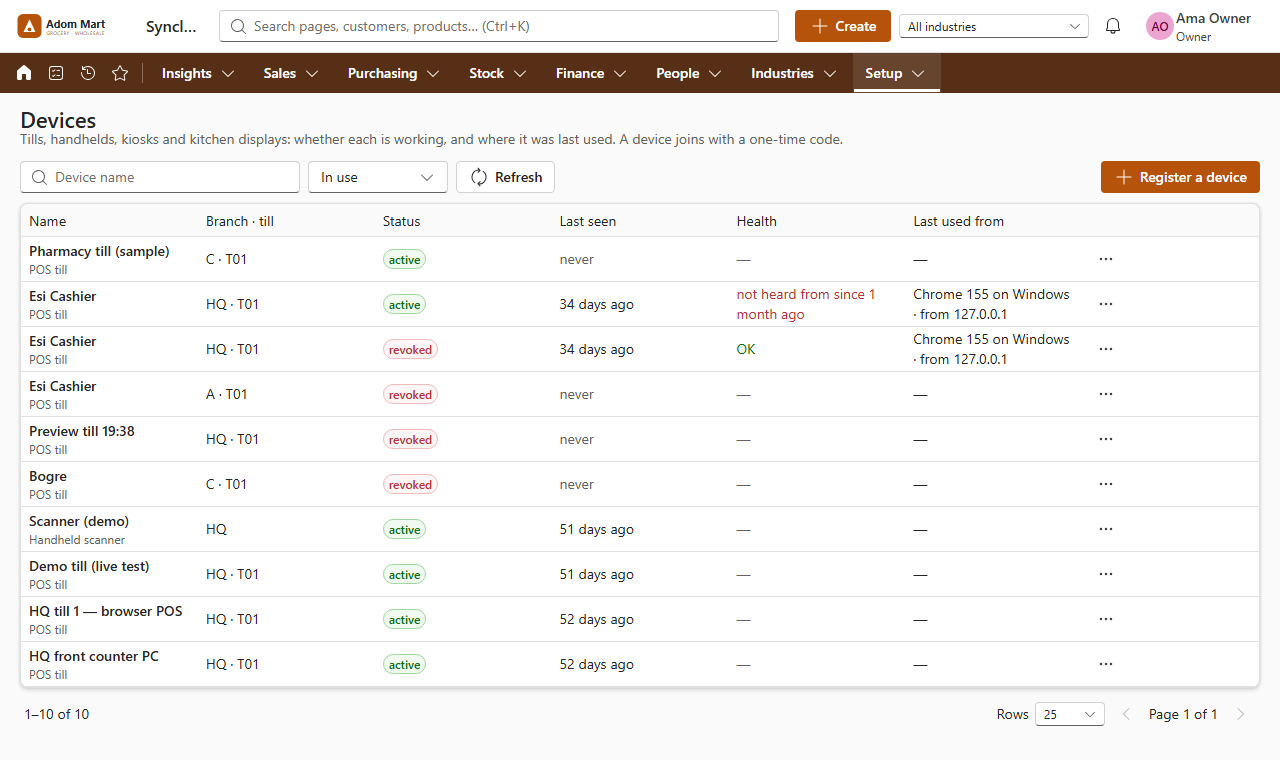 Adom Mart
GROCERY · WHOLESALE
Syncl...
Search pages, customers, products... (Ctrl+K)
Create
All industries
AO
Ama Owner
Owner
Insights
Sales
Purchasing
Stock
Finance
People
Industries
Setup
Devices
Tills, handhelds, kiosks and kitchen displays: whether each is working, and where it was last used. A device joins with a one-time code.
Device name
In use
Refresh
Register a device
Name Branch · till Status Last seen Health Last used from
Pharmacy till (sample)
POS till
C · T01 active never — —
Esi Cashier
POS till
HQ · T01 active 34 days ago
not heard from since 1
month ago
Chrome 155 on Windows
· from 127.0.0.1
Esi Cashier
POS till
HQ · T01 revoked 34 days ago OK
Chrome 155 on Windows
· from 127.0.0.1
Esi Cashier
POS till
A · T01 revoked never — —
Preview till 19:38
POS till
HQ · T01 revoked never — —
Bogre
POS till
C · T01 revoked never — —
Scanner (demo)
Handheld scanner
HQ active 51 days ago — —
Demo till (live test)
POS till
HQ · T01 active 51 days ago — —
HQ till 1 — browser POS
POS till
HQ · T01 active 52 days ago — —
HQ front counter PC
POS till
HQ · T01 active 52 days ago — —
1–10 of 10
Rows 25 Page 1 of 1